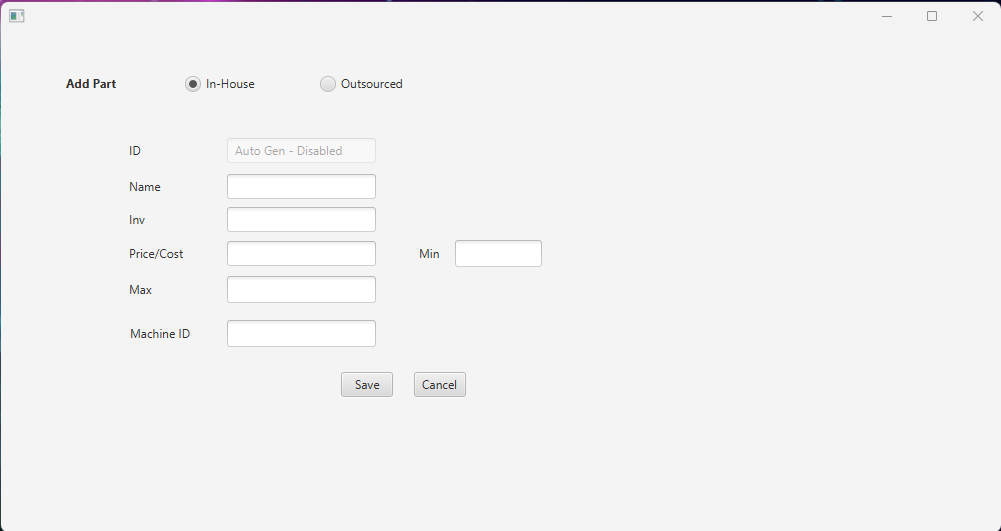 Add Part In-House Outsourced
ID Auto Gen - Disabled
Name
Inv
Price/Cost Min
Max
Machine ID
Save Cancel